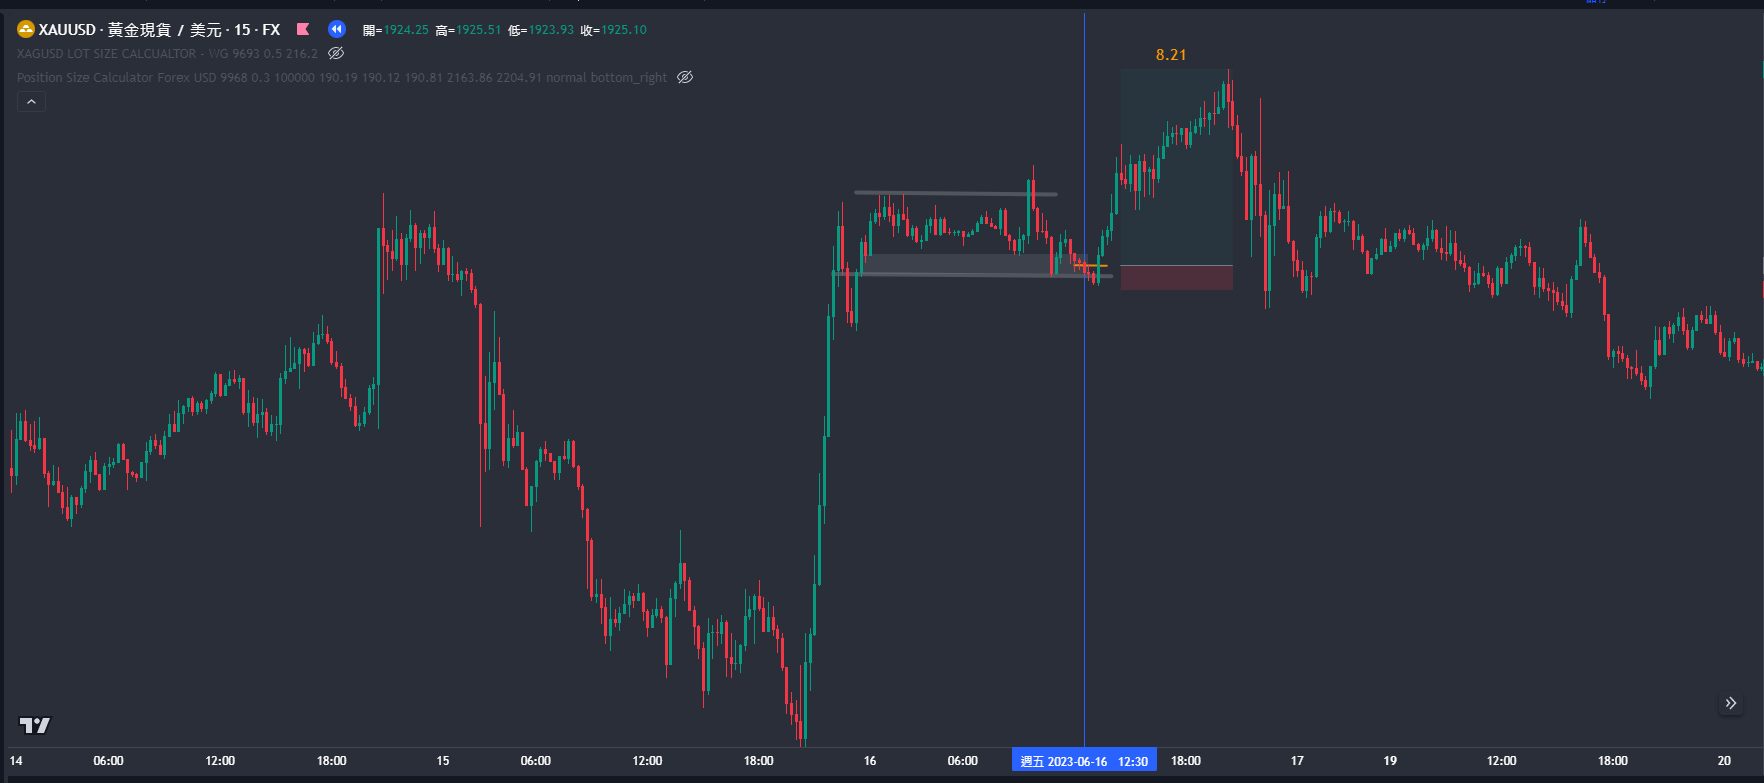 XAUUSD · 黃金現貨 / 美元 · 15 · FX 開=1924.25 高=1925.51 低=1923.93 收=1925.10
XAGUSD LOT SIZE CALCUALTOR - WG 9693 0.5 216.2
Position Size Calculator Forex USD 9968 0.3 100000 190.19 190.12 190.81 2163.86 2204.91 normal bottom_right
8.21
14 06:00 12:00 18:00 15 06:00 12:00 18:00 16 06:00 週五 2023-06-16 12:30 18:00 17 19 12:00 18:00 20